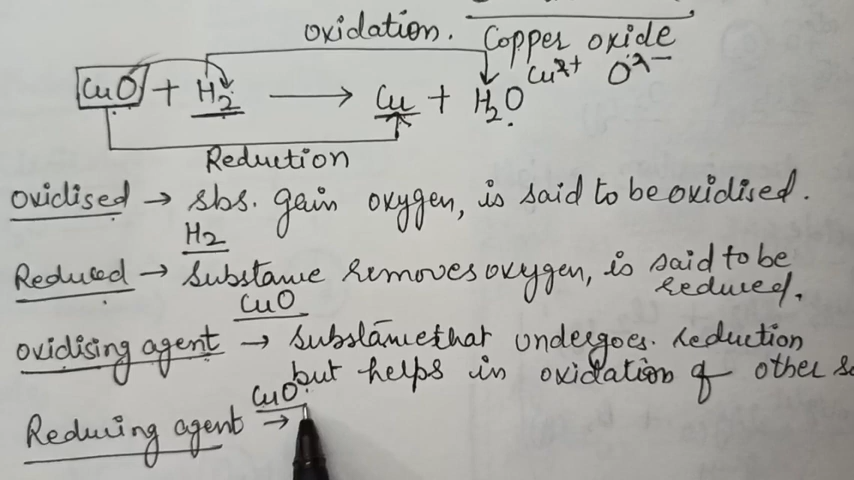 oxidation.
Copper oxide
Cu²⁺ O²⁻
CuO + H₂ → Cu + H₂O
Reduction
oxidised → sbs. gain oxygen, is said to be oxidised.
H2
Reduced → substance removes oxygen, is said to be
reduced.
CuO
oxidising agent → substance that undergoes reduction
but helps in oxidation of other
CuO
Reducing agent →